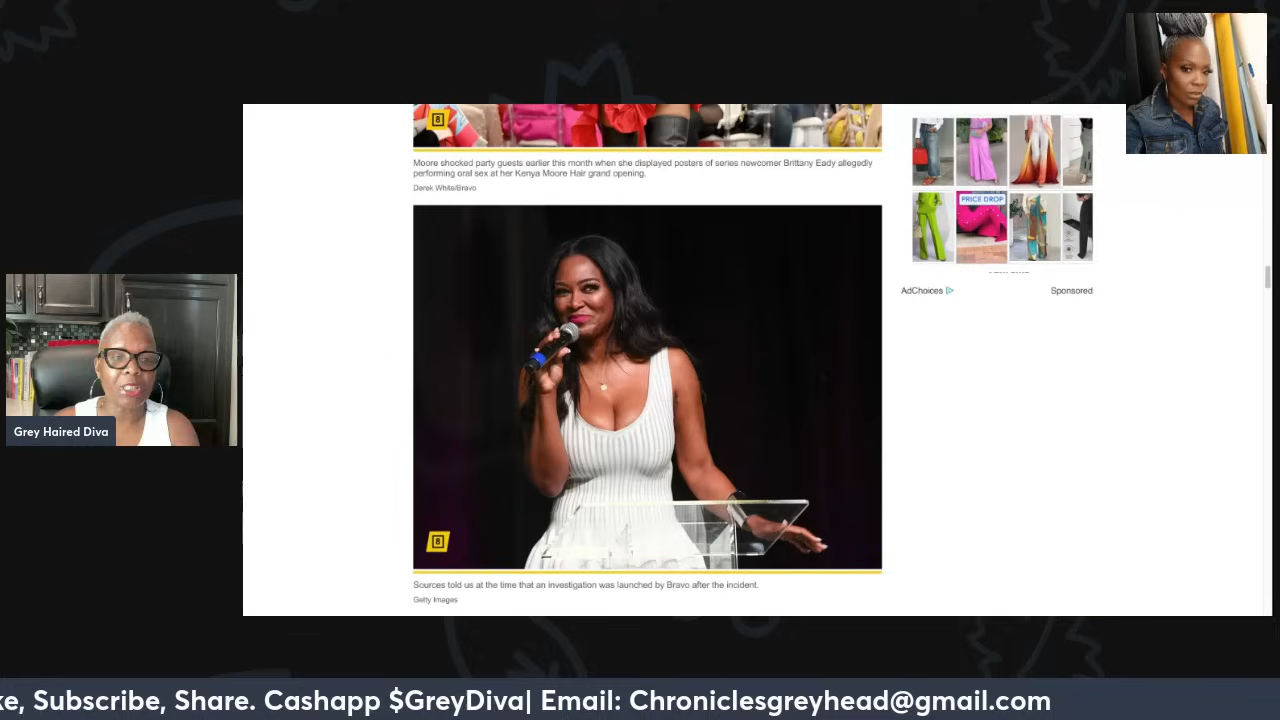 8
Moore shocked party guests earlier this month when she displayed posters of series newcomer Brittany Eady allegedly
performing oral sex at her Kenya Moore Hair grand opening.
Derek White/Bravo
PRICE DROP
AdChoices
Sponsored
Grey Haired Diva
8
Sources told us at the time that an investigation was launched by Bravo after the incident.
Getty Images
ke, Subscribe, Share. Cashapp $GreyDiva| Email: Chroniclesgreyhead@gmail.com